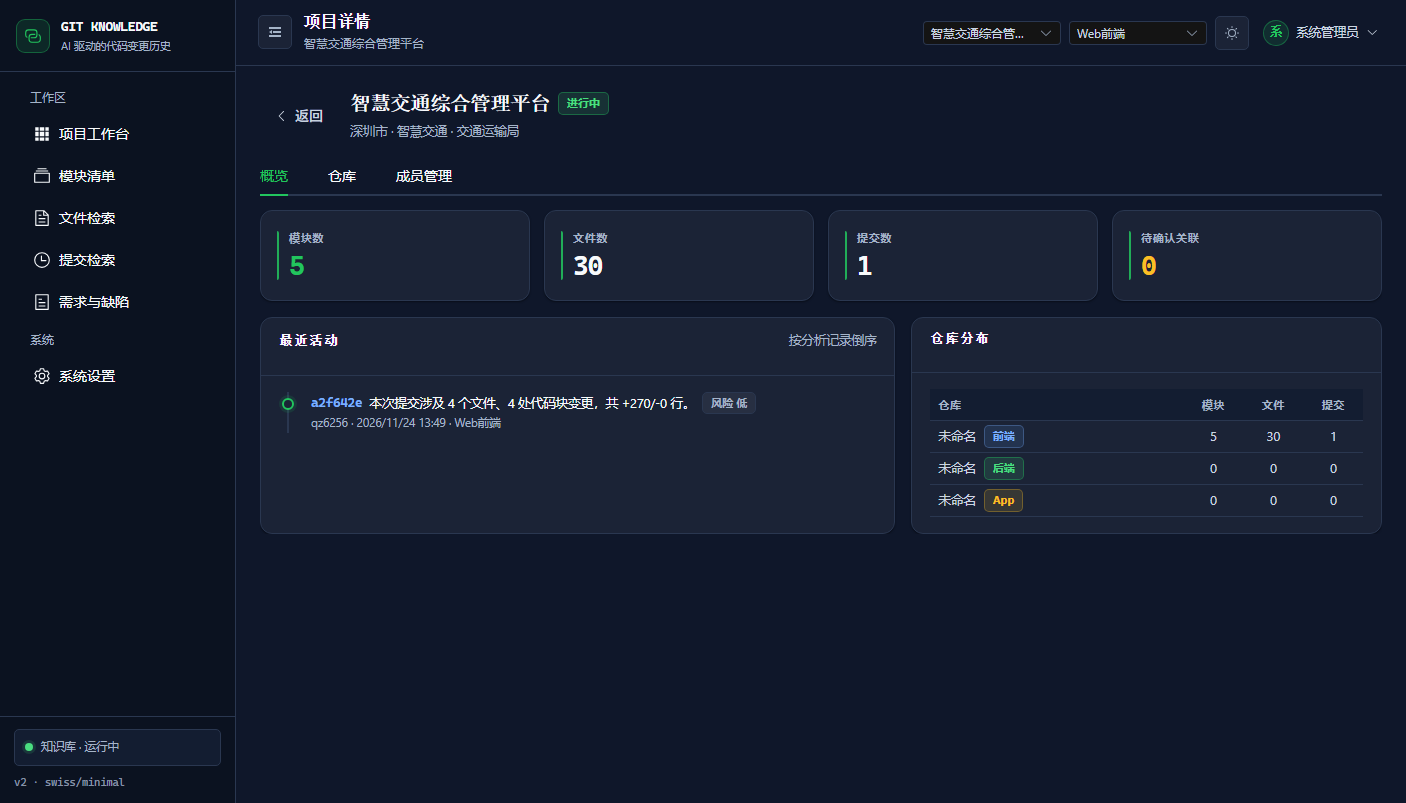 GIT KNOWLEDGE
AI 驱动的代码变更历史
工作区
项目工作台
模块清单
文件检索
提交检索
需求与缺陷
系统
系统设置
知识库 · 运行中
v2 · swiss/minimal
项目详情
智慧交通综合管理平台
智慧交通综合管...
Web前端
系 系统管理员
返回
智慧交通综合管理平台 进行中
深圳市 · 智慧交通 · 交通运输局
概览 仓库 成员管理
模块数
5
文件数
30
提交数
1
待确认关联
0
最近活动 按分析记录倒序
a2f642e 本次提交涉及 4 个文件、4 处代码块变更，共 +270/-0 行。 风险 低
qz6256 · 2026/11/24 13:49 · Web前端
仓库分布
仓库 模块 文件 提交
未命名 前端 5 30 1
未命名 后端 0 0 0
未命名 App 0 0 0